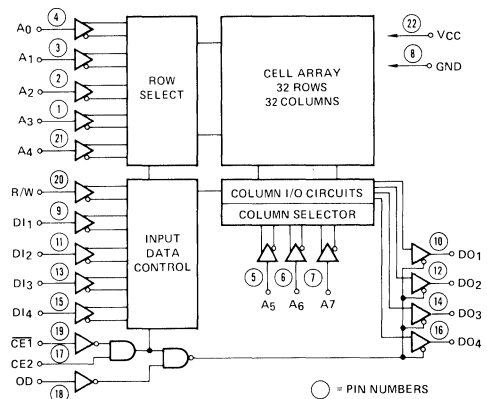 4 A0
3 A1
2 A2
1 A3
21 A4
ROW
SELECT
CELL ARRAY
32 ROWS
32 COLUMNS
22 VCC
8 GND
20 R/W
9 DI1
11 DI2
13 DI3
15 DI4
INPUT
DATA
CONTROL
COLUMN I/O CIRCUITS
COLUMN SELECTOR
5 6 7
A5 A6 A7
10 DO1
12 DO2
14 DO3
16 DO4
19 CE1
17 CE2
18 OD
= PIN NUMBERS